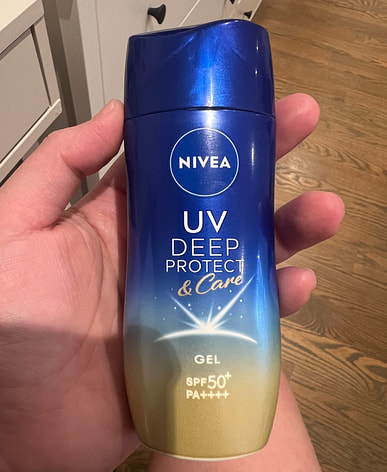 NIVEA
UV
DEEP
PROTECT
& Care
GEL
SPF50+
PA++++